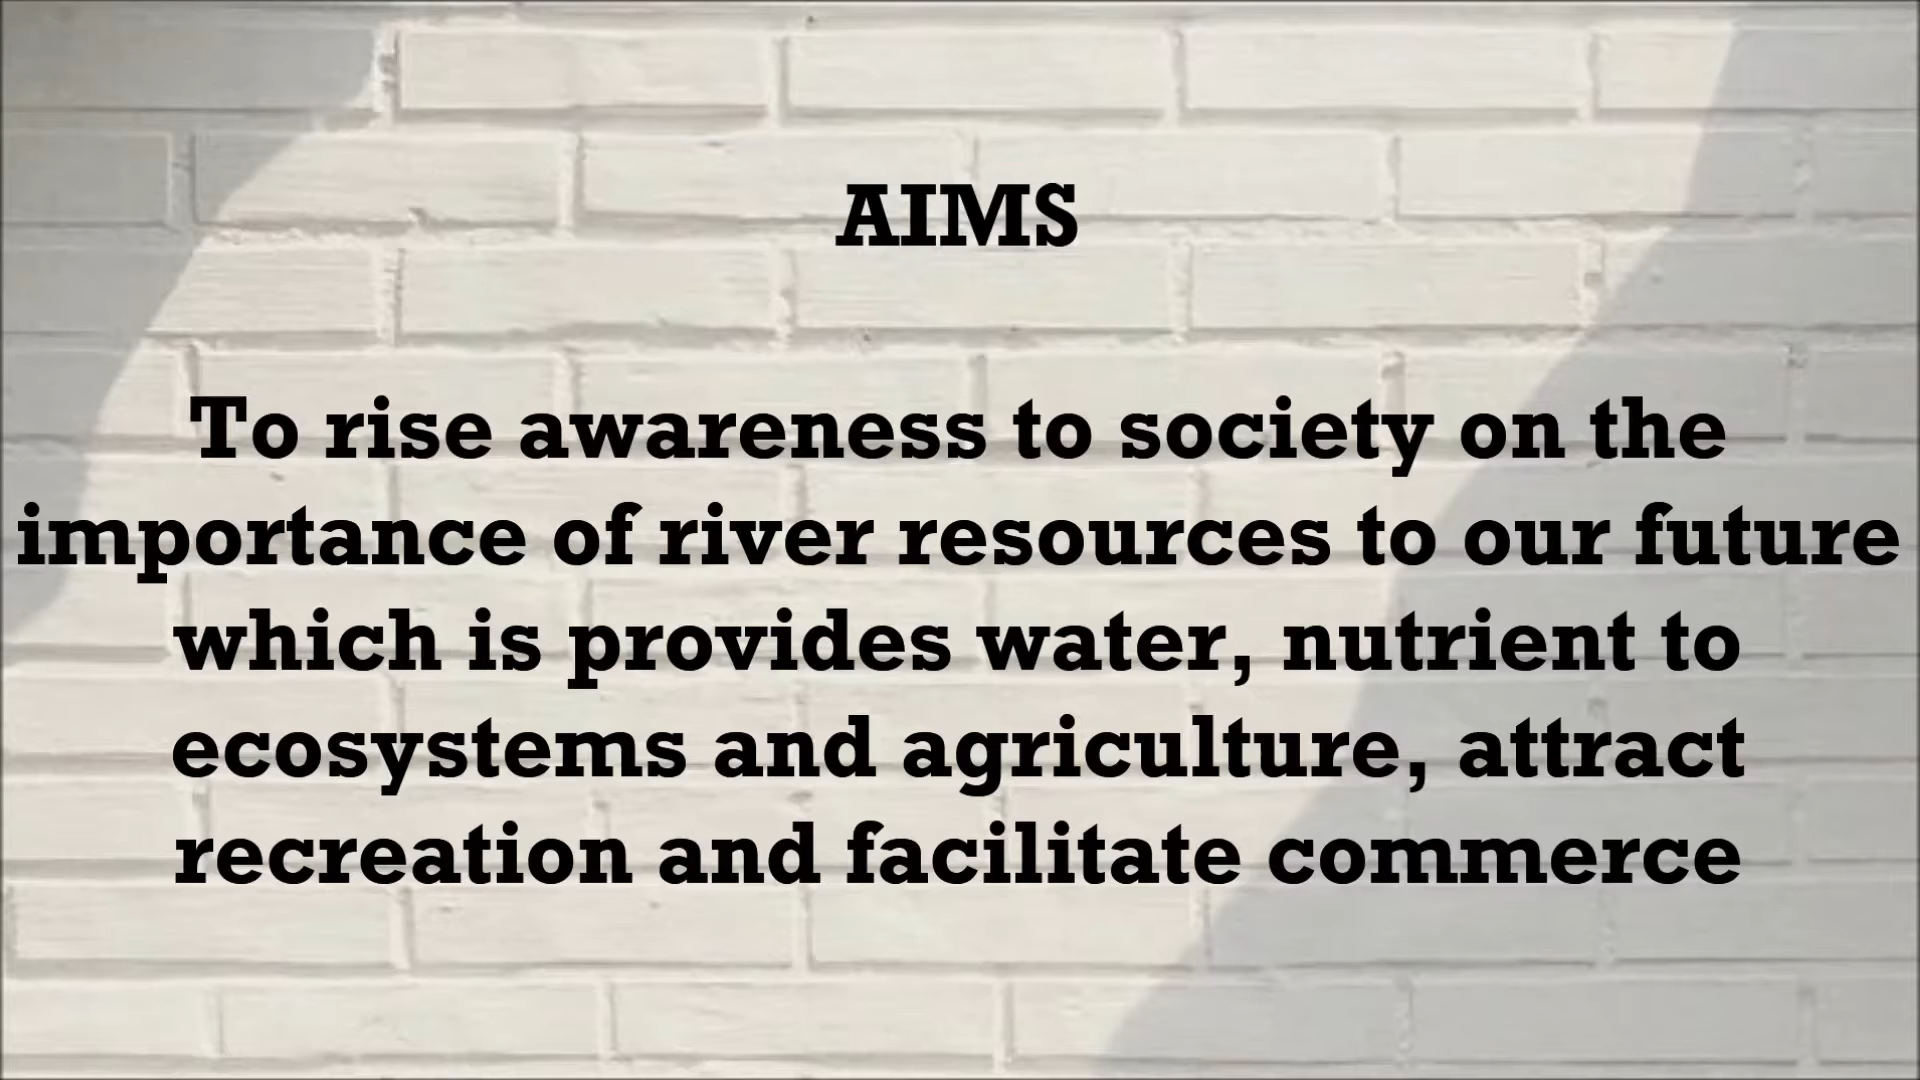 AIMS
To rise awareness to society on the
importance of river resources to our future
which is provides water, nutrient to
ecosystems and agriculture, attract
recreation and facilitate commerce